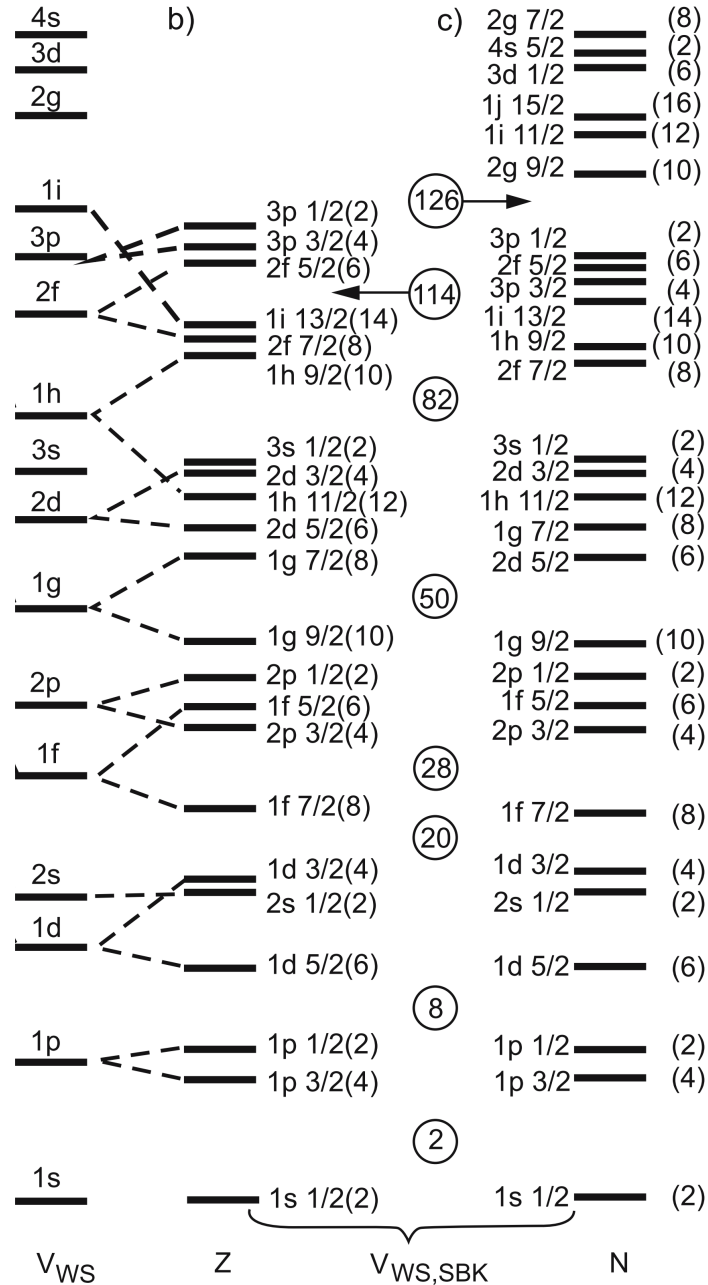 4s b) c) 2g 7/2 (8)
3d 4s 5/2 (2)
3d 1/2 (6)
2g 1j 15/2 (16)
1i 11/2 (12)
2g 9/2 (10)
1i 126
3p 1/2(2)
3p 3p 3/2(4) 3p 1/2 (2)
2f 5/2(6) 2f 5/2 (6)
2f 114 3p 3/2 (4)
1i 13/2(14) 1i 13/2 (14)
2f 7/2(8) 1h 9/2 (10)
1h 9/2(10) 2f 7/2 (8)
1h 82
3s 3s 1/2(2) 3s 1/2 (2)
2d 3/2(4) 2d 3/2 (4)
2d 1h 11/2(12) 1h 11/2 (12)
2d 5/2(6) 1g 7/2 (8)
1g 7/2(8) 2d 5/2 (6)
1g 50
1g 9/2(10) 1g 9/2 (10)
2p 2p 1/2(2) 2p 1/2 (2)
1f 5/2(6) 1f 5/2 (6)
2p 3/2(4) 2p 3/2 (4)
1f 28
1f 7/2(8) 1f 7/2 (8)
20
2s 1d 3/2(4) 1d 3/2 (4)
2s 1/2(2) 2s 1/2 (2)
1d 1d 5/2(6) 1d 5/2 (6)
8
1p 1p 1/2(2) 1p 1/2 (2)
1p 3/2(4) 1p 3/2 (4)
2
1s 1s 1/2(2) 1s 1/2 (2)
VWS Z VWS,SBK N